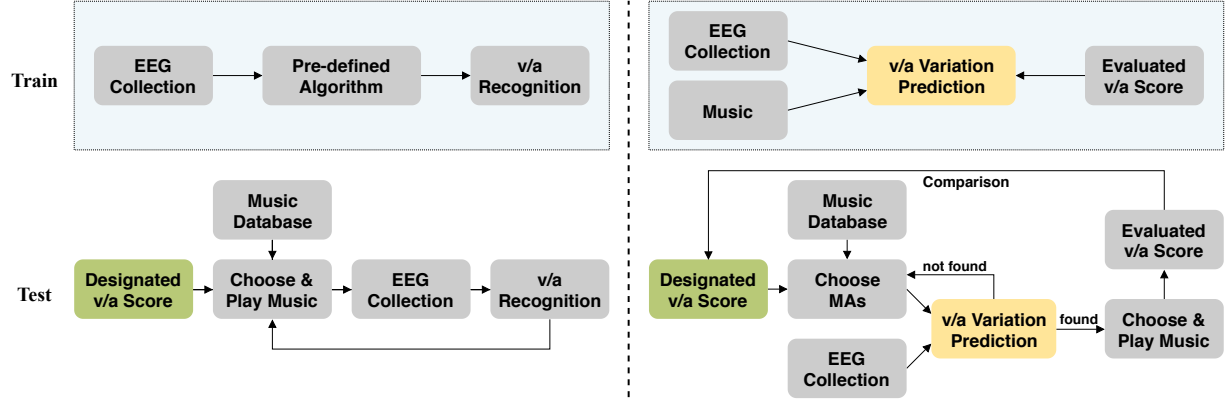 Train
EEG
Collection
Pre-defined
Algorithm
v/a
Recognition
EEG
Collection
Music
v/a Variation
Prediction
Evaluated
v/a Score
Test
Music
Database
Designated
v/a Score
Choose &
Play Music
EEG
Collection
v/a
Recognition
Comparison
Music
Database
Designated
v/a Score
Choose
MAs
not found
EEG
Collection
v/a Variation
Prediction
found
Evaluated
v/a Score
Choose &
Play Music